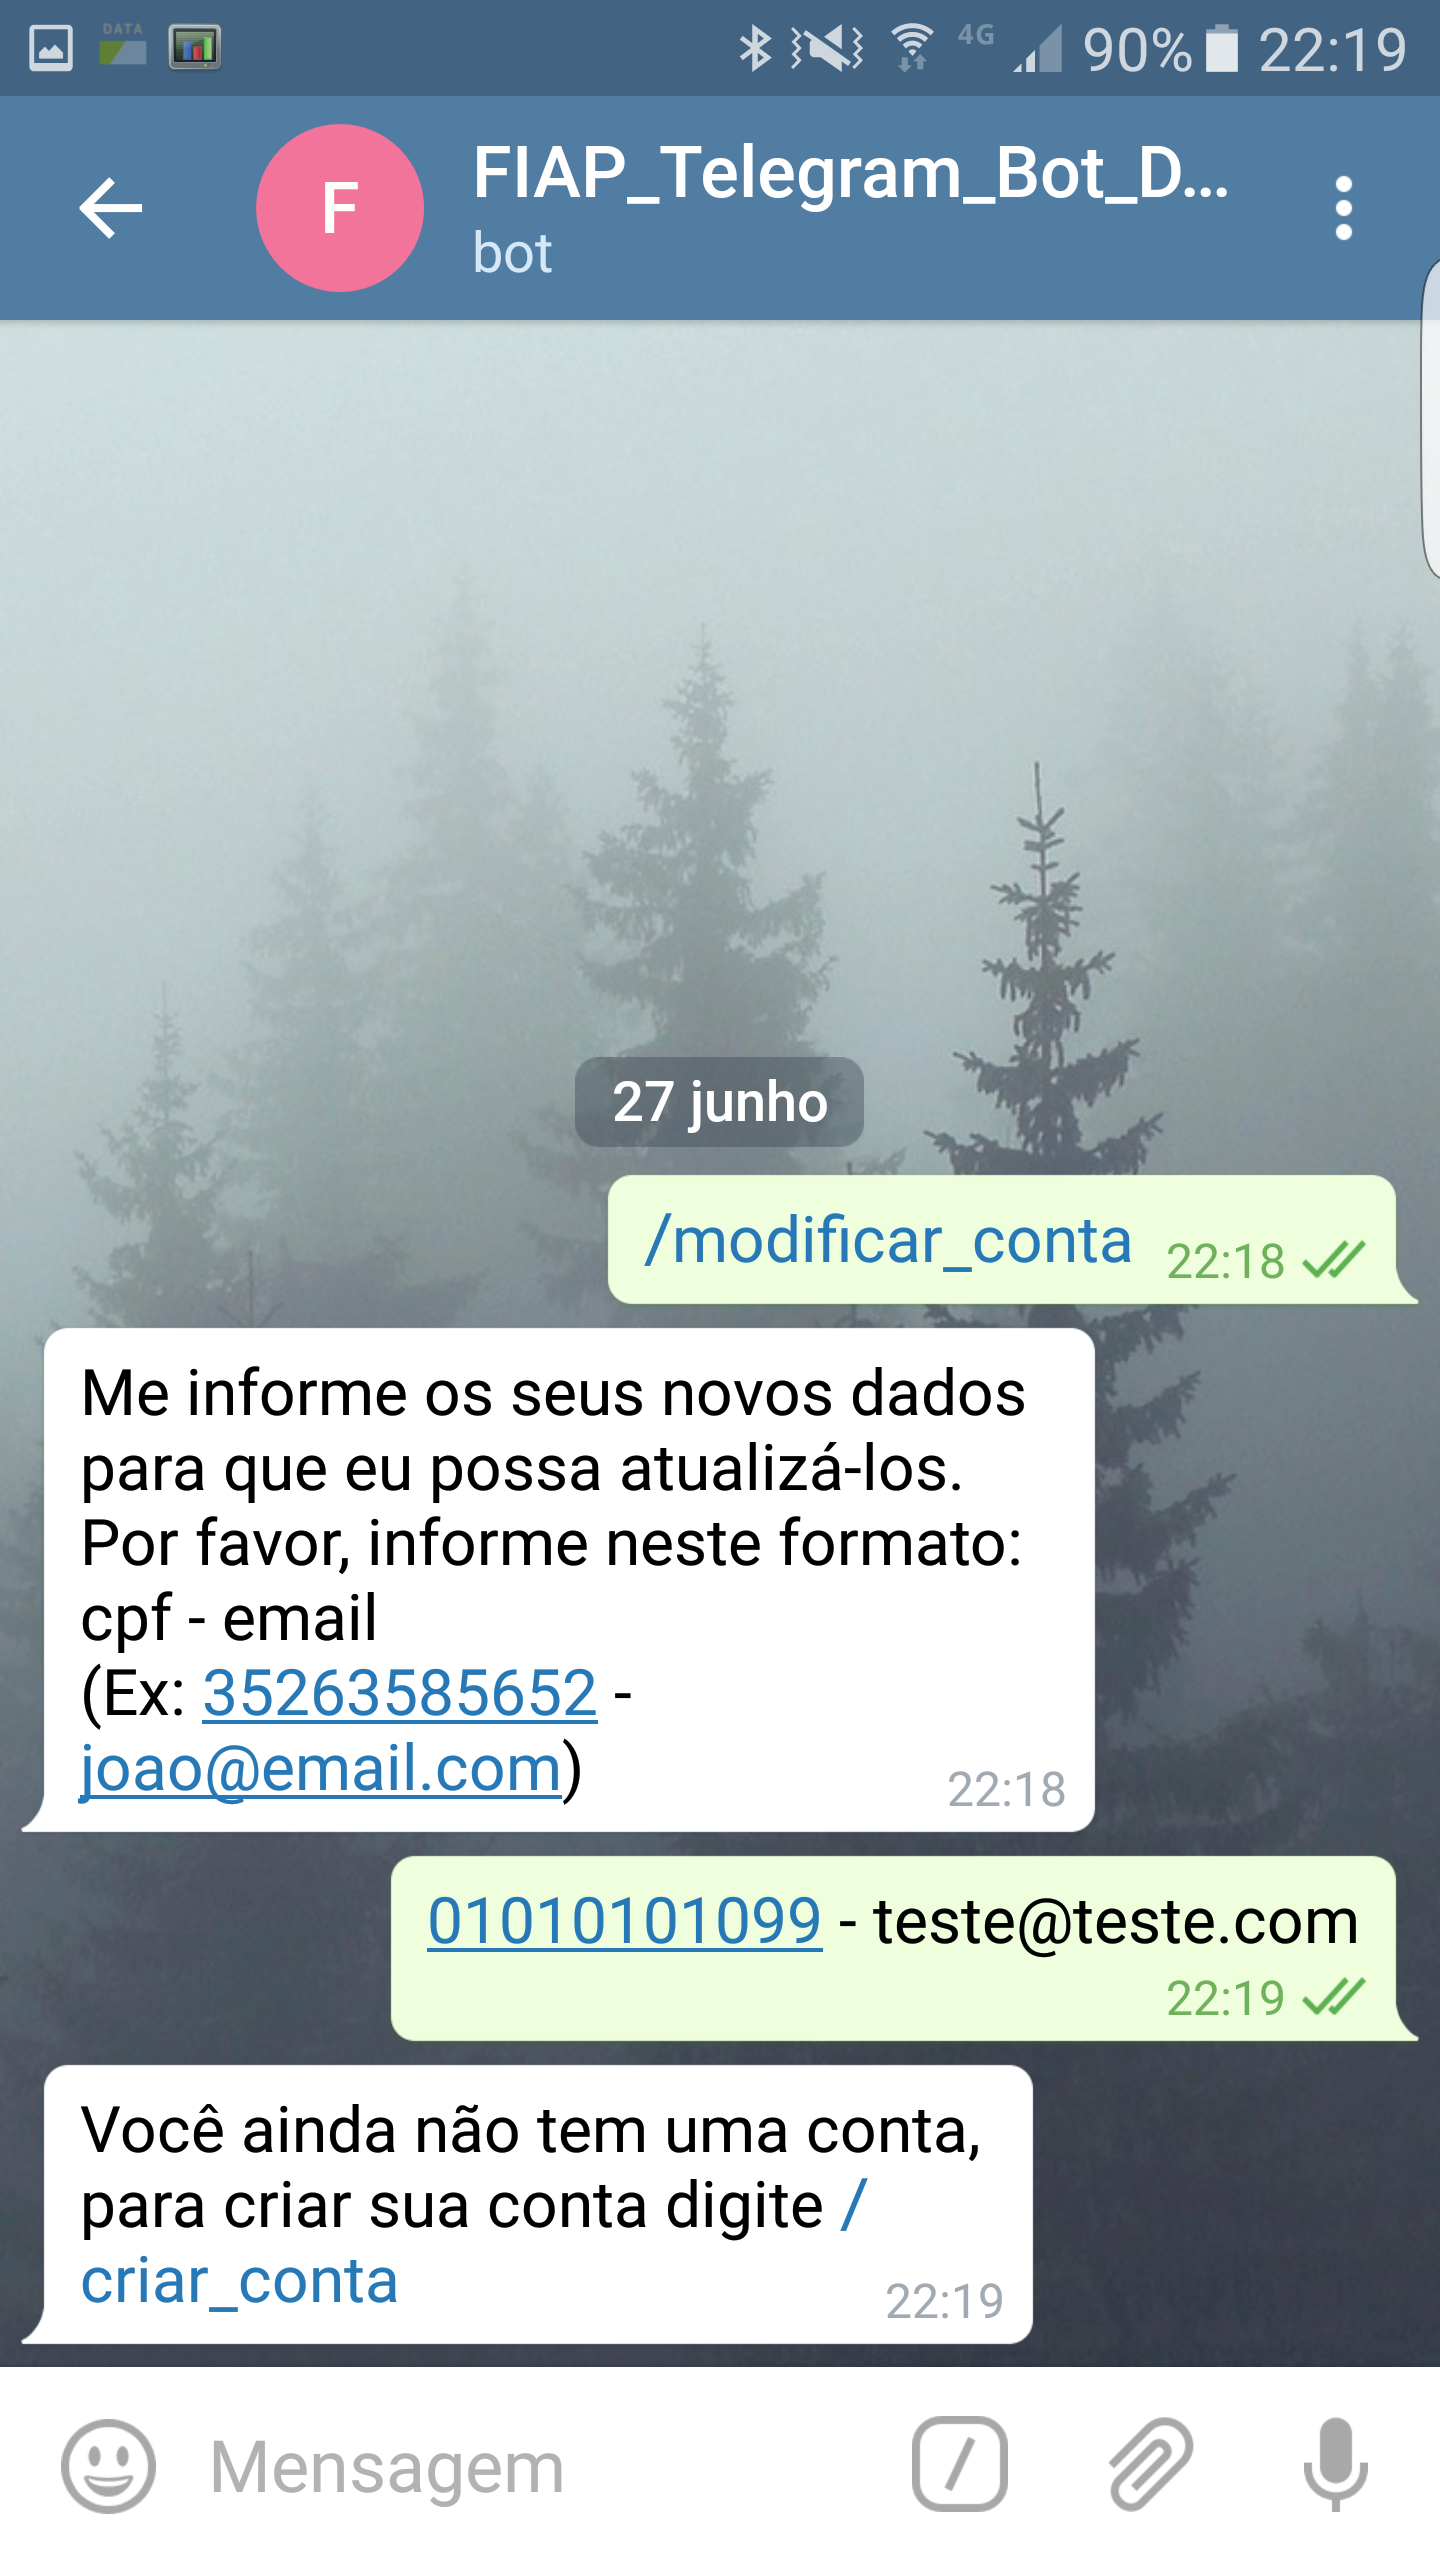 DATA
4G 90% 22:19
F
FIAP_Telegram_Bot_D...
bot
27 junho
/modificar_conta 22:18
Me informe os seus novos dados
para que eu possa atualizá-los.
Por favor, informe neste formato:
cpf - email
(Ex: 35263585652 -
joao@email.com)
22:18
01010101099 - teste@teste.com
22:19
Você ainda não tem uma conta,
para criar sua conta digite /
criar_conta
22:19
Mensagem